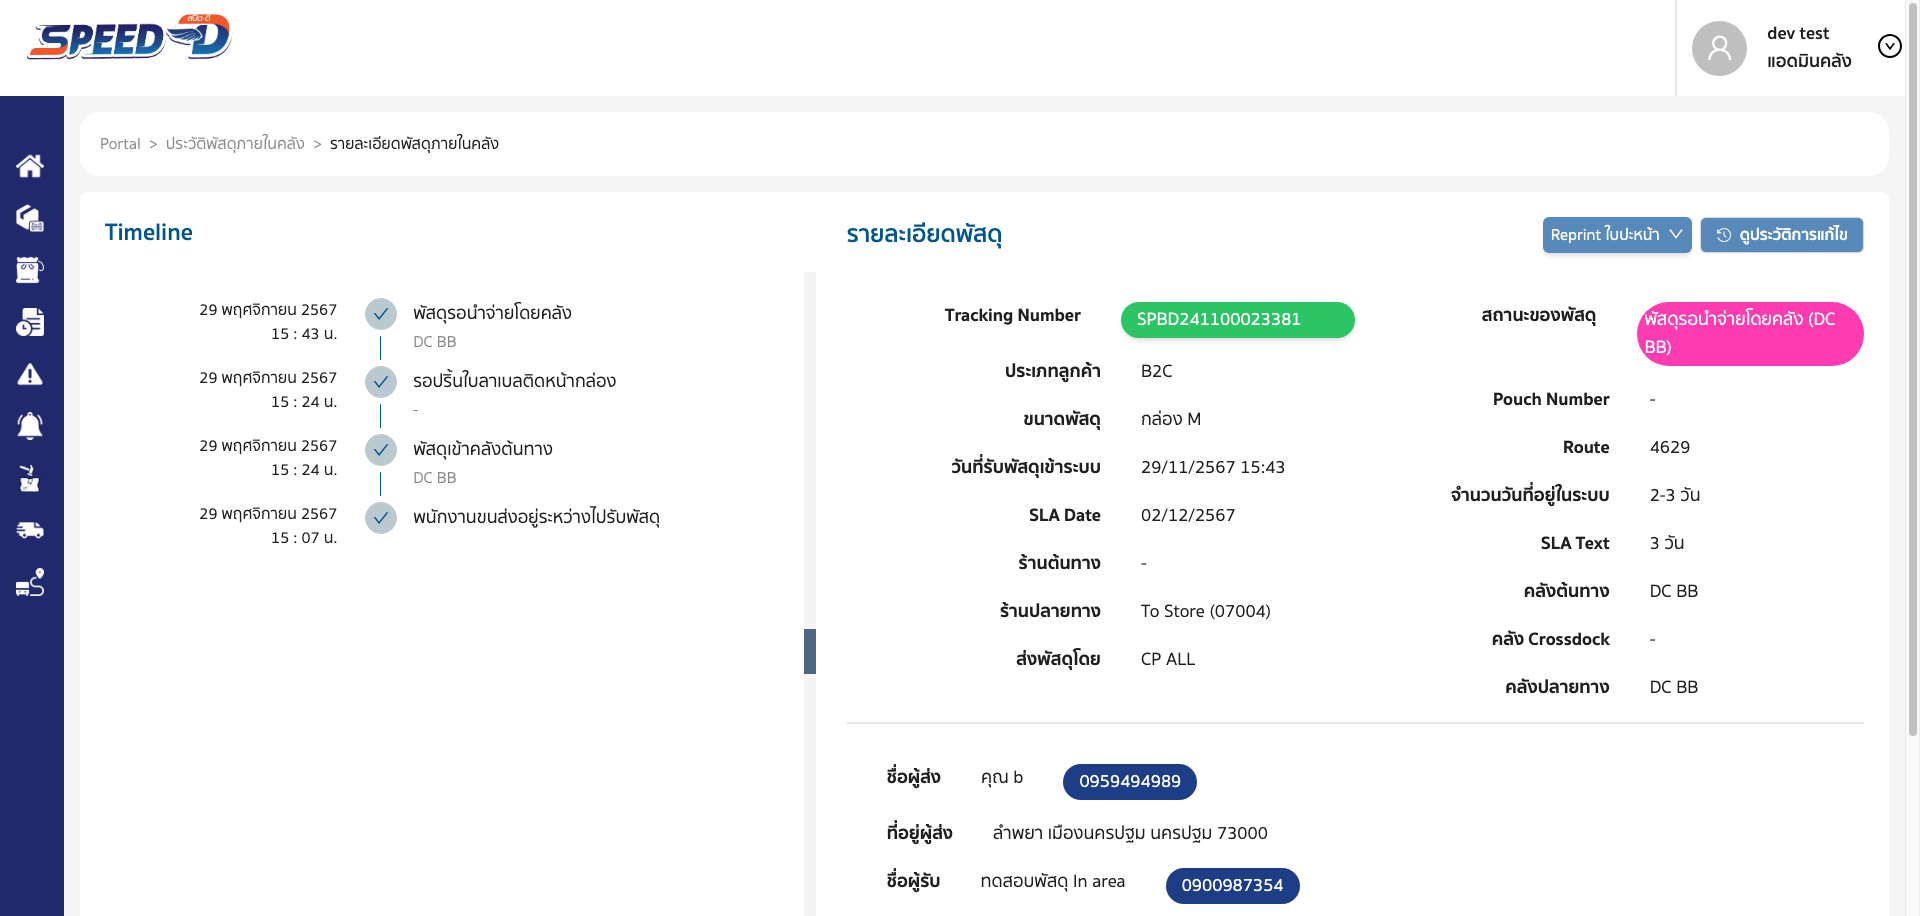 สปีด-ดี
SPEED-D
dev test
แอดมินคลัง
Portal > ประวัติพัสดุภายในคลัง > รายละเอียดพัสดุภายในคลัง
Timeline
29 พฤศจิกายน 2567
15 : 43 น.
พัสดุรอนำจ่ายโดยคลัง
DC BB
29 พฤศจิกายน 2567
15 : 24 น.
รอปริ้นใบลาเบลติดหน้ากล่อง
-
29 พฤศจิกายน 2567
15 : 24 น.
พัสดุเข้าคลังต้นทาง
DC BB
29 พฤศจิกายน 2567
15 : 07 น.
พนักงานขนส่งอยู่ระหว่างไปรับพัสดุ
รายละเอียดพัสดุ
Reprint ใบปะหน้า
ดูประวัติการแก้ไข
Tracking Number SPBD241100023381
ประเภทลูกค้า B2C
ขนาดพัสดุ กล่อง M
วันที่รับพัสดุเข้าระบบ 29/11/2567 15:43
SLA Date 02/12/2567
ร้านต้นทาง -
ร้านปลายทาง To Store (07004)
ส่งพัสดุโดย CP ALL
สถานะของพัสดุ พัสดุรอนำจ่ายโดยคลัง (DC
BB)
Pouch Number -
Route 4629
จำนวนวันที่อยู่ในระบบ 2-3 วัน
SLA Text 3 วัน
คลังต้นทาง DC BB
คลัง Crossdock -
คลังปลายทาง DC BB
ชื่อผู้ส่ง คุณ b 0959494989
ที่อยู่ผู้ส่ง ลำพยา เมืองนครปฐม นครปฐม 73000
ชื่อผู้รับ ทดสอบพัสดุ In area 0900987354